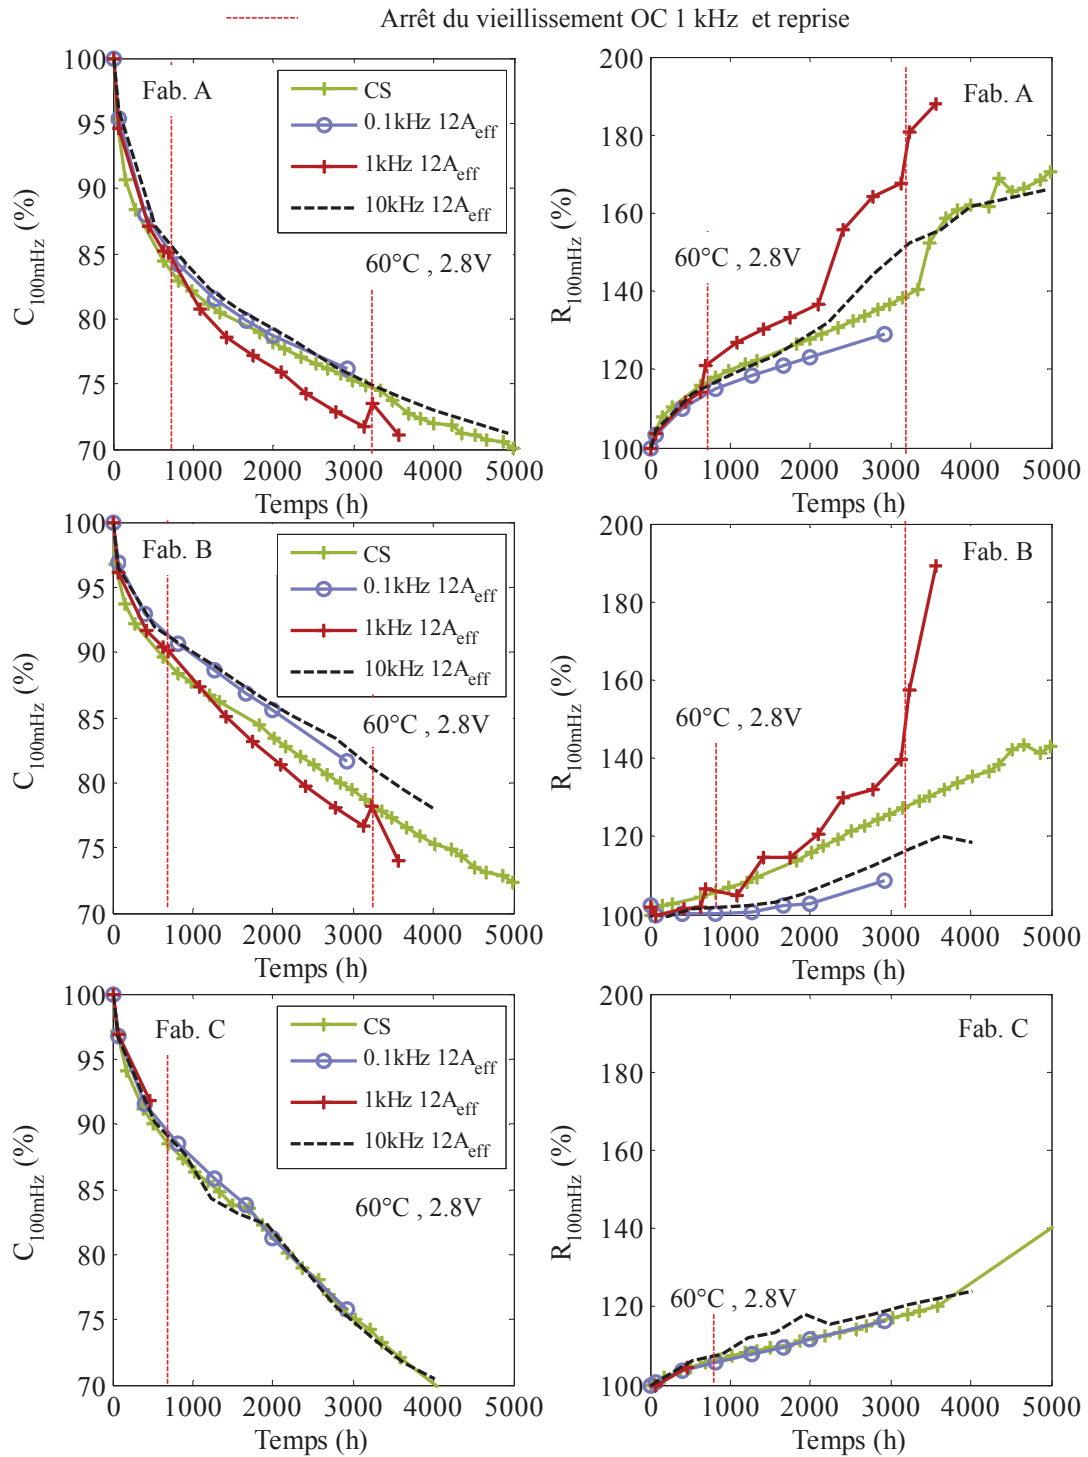 Arrêt du vieillissement OC 1 kHz et reprise
100
95
90
85
80
75
70
0
1000
2000
3000
4000
5000
C100mHz (%)
Temps (h)
Fab. A
CS
0.1kHz 12Aeff
1kHz 12Aeff
10kHz 12Aeff
60°C , 2.8V
200
180
160
140
120
100
0
1000
2000
3000
4000
5000
R100mHz (%)
Temps (h)
Fab. A
60°C , 2.8V
100
95
90
85
80
75
70
0
1000
2000
3000
4000
5000
C100mHz (%)
Temps (h)
Fab. B
CS
0.1kHz 12Aeff
1kHz 12Aeff
10kHz 12Aeff
60°C , 2.8V
200
180
160
140
120
100
0
1000
2000
3000
4000
5000
R100mHz (%)
Temps (h)
Fab. B
60°C , 2.8V
100
95
90
85
80
75
70
0
1000
2000
3000
4000
5000
C100mHz (%)
Temps (h)
Fab. C
CS
0.1kHz 12Aeff
1kHz 12Aeff
10kHz 12Aeff
60°C , 2.8V
200
180
160
140
120
100
0
1000
2000
3000
4000
5000
R100mHz (%)
Temps (h)
Fab. C
60°C , 2.8V